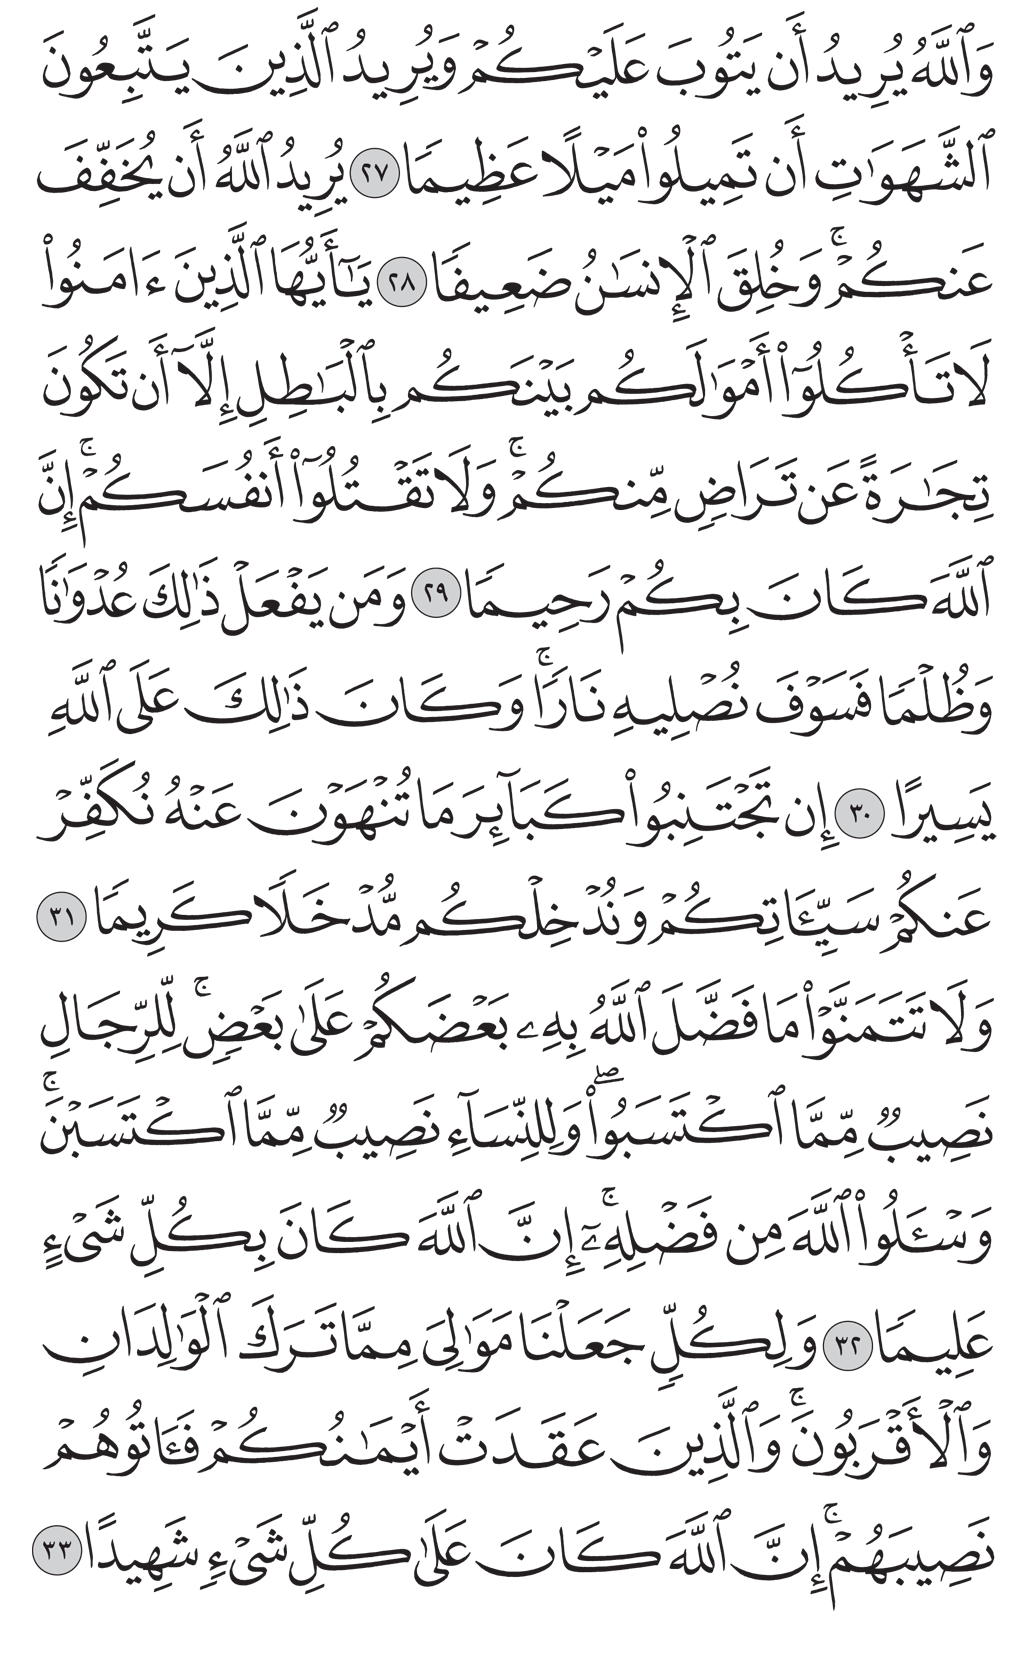 وَٱللَّهُ يُرِيدُ أَن يَتُوبَ عَلَيۡكُمۡ وَيُرِيدُ ٱلَّذِينَ يَتَّبِعُونَ
ٱلشَّهَوَٰتِ أَن تَمِيلُواْ مَيۡلًا عَظِيمٗا ٢٧ يُرِيدُ ٱللَّهُ أَن يُخَفِّفَ
عَنكُمۡۚ وَخُلِقَ ٱلۡإِنسَٰنُ ضَعِيفٗا ٢٨ يَٰٓأَيُّهَا ٱلَّذِينَ ءَامَنُواْ
لَا تَأۡكُلُوٓاْ أَمۡوَٰلَكُم بَيۡنَكُم بِٱلۡبَٰطِلِ إِلَّآ أَن تَكُونَ
تِجَٰرَةً عَن تَرَاضٖ مِّنكُمۡۚ وَلَا تَقۡتُلُوٓاْ أَنفُسَكُمۡۚ إِنَّ
ٱللَّهَ كَانَ بِكُمۡ رَحِيمٗا ٢٩ وَمَن يَفۡعَلۡ ذَٰلِكَ عُدۡوَٰنٗا
وَظُلۡمٗا فَسَوۡفَ نُصۡلِيهِ نَارٗاۚ وَكَانَ ذَٰلِكَ عَلَى ٱللَّهِ
يَسِيرًا ٣٠ إِن تَجۡتَنِبُواْ كَبَآئِرَ مَا تُنۡهَوۡنَ عَنۡهُ نُكَفِّرۡ
عَنكُمۡ سَيِّـَٔاتِكُمۡ وَنُدۡخِلۡكُم مُّدۡخَلٗا كَرِيمٗا ٣١
وَلَا تَتَمَنَّوۡاْ مَا فَضَّلَ ٱللَّهُ بِهِۦ بَعۡضَكُمۡ عَلَىٰ بَعۡضٖۚ لِّلرِّجَالِ
نَصِيبٞ مِّمَّا ٱكۡتَسَبُواْۖ وَلِلنِّسَآءِ نَصِيبٞ مِّمَّا ٱكۡتَسَبۡنَۚ
وَسۡـَٔلُواْ ٱللَّهَ مِن فَضۡلِهِۦٓۚ إِنَّ ٱللَّهَ كَانَ بِكُلِّ شَيۡءٍ
عَلِيمٗا ٣٢ وَلِكُلّٖ جَعَلۡنَا مَوَٰلِيَ مِمَّا تَرَكَ ٱلۡوَٰلِدَانِ
وَٱلۡأَقۡرَبُونَۚ وَٱلَّذِينَ عَقَدَتۡ أَيۡمَٰنُكُمۡ فَـَٔاتُوهُمۡ
نَصِيبَهُمۡۚ إِنَّ ٱللَّهَ كَانَ عَلَىٰ كُلِّ شَيۡءٖ شَهِيدًا ٣٣